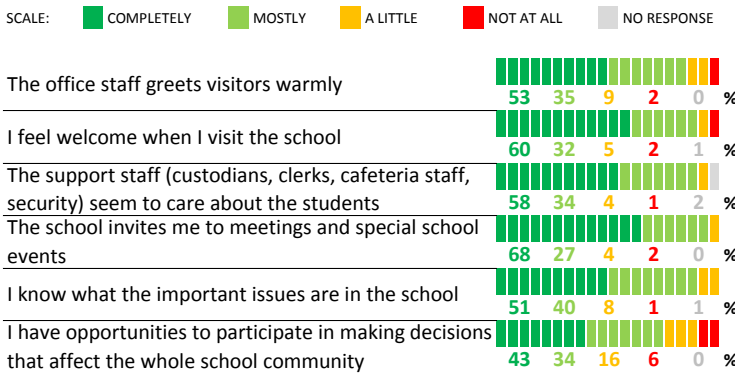 SCALE: COMPLETELY MOSTLY A LITTLE NOT AT ALL NO RESPONSE
The office staff greets visitors warmly
53 35 9 2 0 %
I feel welcome when I visit the school
60 32 5 2 1 %
The support staff (custodians, clerks, cafeteria staff,
security) seem to care about the students
58 34 4 1 2 %
The school invites me to meetings and special school
events
68 27 4 2 0 %
I know what the important issues are in the school
51 40 8 1 1 %
I have opportunities to participate in making decisions
that affect the whole school community
43 34 16 6 0 %